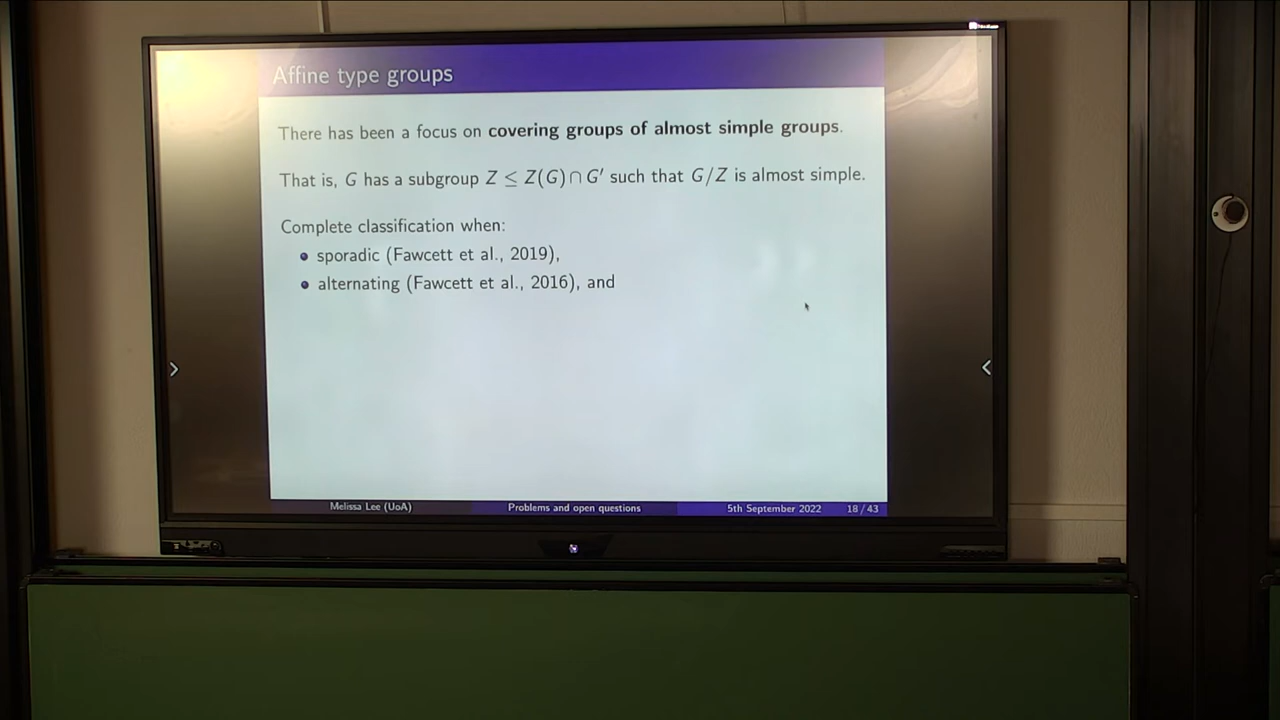 Affine type groups
There has been a focus on covering groups of almost simple groups.
That is, G has a subgroup Z ≤ Z(G) ∩ G′ such that G/Z is almost simple.
Complete classification when:
• sporadic (Fawcett et al., 2019),
• alternating (Fawcett et al., 2016), and
Melissa Lee (UoA) Problems and open questions 5th September 2022 18 / 43